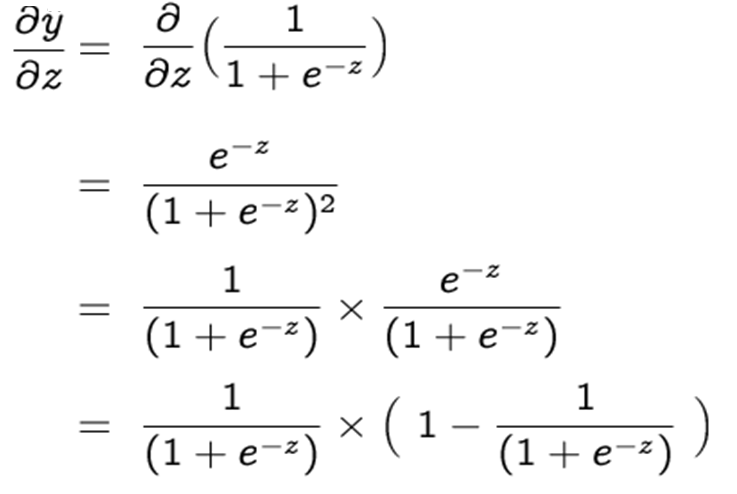 ∂y/∂z = ∂/∂z (1/(1 + e^{−z}))
= e^{−z}/(1 + e^{−z})^2
= 1/(1 + e^{−z}) × e^{−z}/(1 + e^{−z})
= 1/(1 + e^{−z}) × (1 − 1/(1 + e^{−z}))